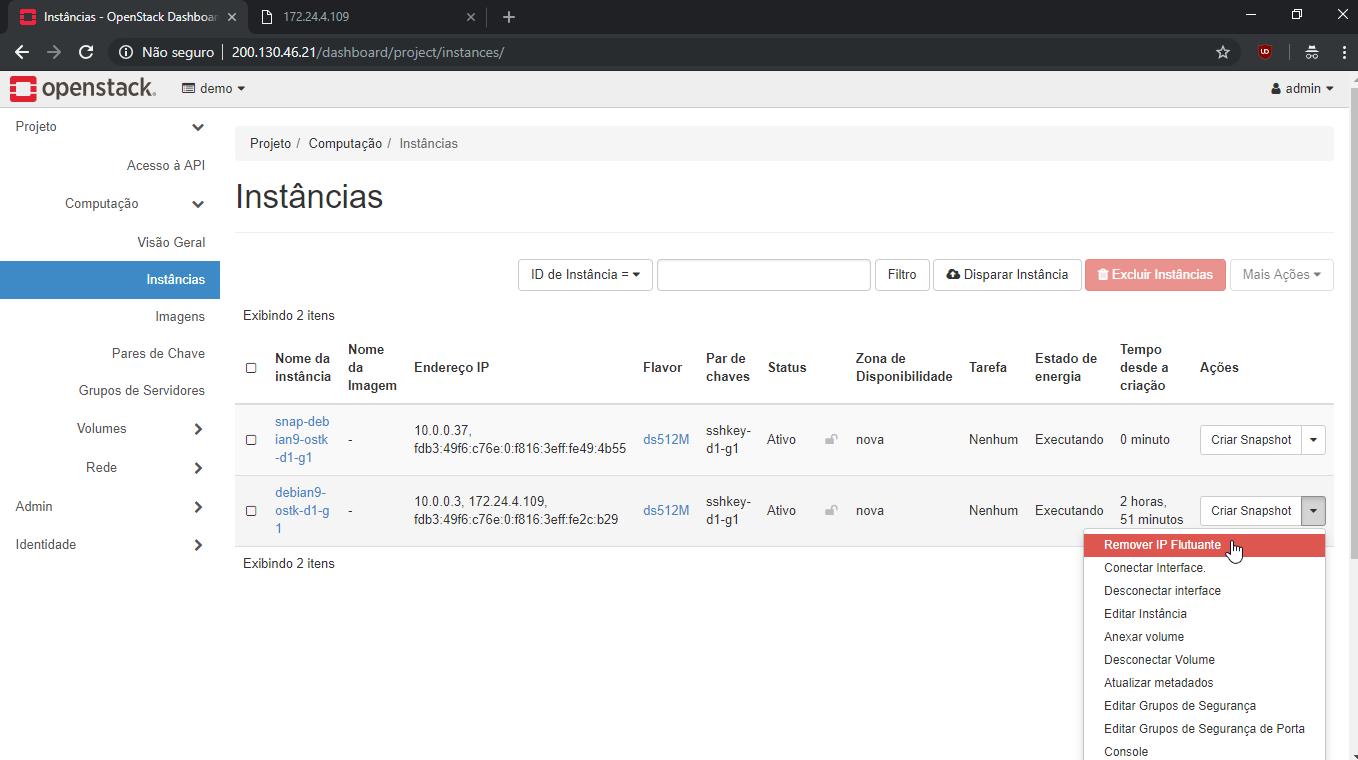 Instâncias - OpenStack Dashboar
172.24.4.109
Não seguro
200.130.46.21/dashboard/project/instances/
openstack.
demo
admin
Projeto
Acesso à API
Computação
Visão Geral
Instâncias
Imagens
Pares de Chave
Grupos de Servidores
Volumes
Rede
Admin
Identidade
Projeto / Computação / Instâncias
Instâncias
ID de Instância =
Filtro
Disparar Instância
Excluir Instâncias
Mais Ações
Exibindo 2 itens
Nome da instância
Nome da Imagem
Endereço IP
Flavor
Par de chaves
Status
Zona de Disponibilidade
Tarefa
Estado de energia
Tempo desde a criação
Ações
snap-deb
ian9-ostk
-d1-g1
-
10.0.0.37,
fdb3:49f6:c76e:0:f816:3eff:fe49:4b55
ds512M
sshkey-
d1-g1
Ativo
nova
Nenhum
Executando
0 minuto
Criar Snapshot
debian9-
ostk-d1-g
1
-
10.0.0.3, 172.24.4.109,
fdb3:49f6:c76e:0:f816:3eff:fe2c:b29
ds512M
sshkey-
d1-g1
Ativo
nova
Nenhum
Executando
2 horas,
51 minutos
Criar Snapshot
Exibindo 2 itens
Remover IP Flutuante
Conectar Interface.
Desconectar interface
Editar Instância
Anexar volume
Desconectar Volume
Atualizar metadados
Editar Grupos de Segurança
Editar Grupos de Segurança de Porta
Console